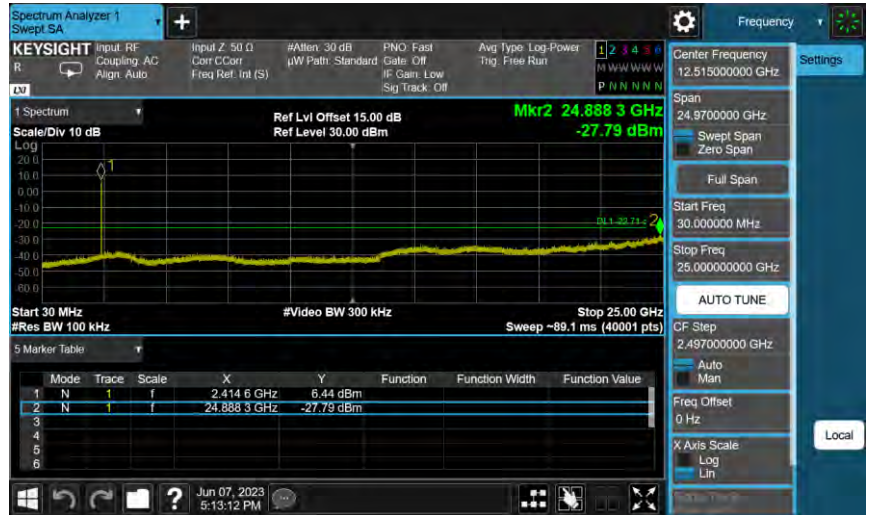 Spectrum Analyzer 1
Swept SA
Frequency
KEYSIGHT
R
LXI
Input: RF
Coupling: AC
Align: Auto
Input Z: 50 Ω
Corr CCorr
Freq Ref: Int (S)
#Atten: 30 dB
µW Path: Standard
PNO: Fast
Gate: Off
IF Gain: Low
Sig Track: Off
Avg Type: Log-Power
Trig: Free Run
1 2 3 4 5 6
M W W W W W
P N N N N N
1 Spectrum
Scale/Div 10 dB
Ref Lvl Offset 15.00 dB
Ref Level 30.00 dBm
Mkr2 24.888 3 GHz
-27.79 dBm
Log
20.0
10.0
0.00
-10.0
-20.0
-30.0
-40.0
-50.0
-60.0
1
2
Start 30 MHz
#Res BW 100 kHz
#Video BW 300 kHz
Stop 25.00 GHz
Sweep ~89.1 ms (40001 pts)
5 Marker Table
Mode Trace Scale X Y Function Function Width Function Value
1 N 1 f 2.414 6 GHz 6.44 dBm
2 N 1 f 24.888 3 GHz -27.79 dBm
3
4
5
6
Jun 07, 2023
5:13:12 PM
?
Center Frequency
12.515000000 GHz
Settings
Span
24.9700000 GHz
Swept Span
Zero Span
Full Span
Start Freq
30.000000 MHz
Stop Freq
25.000000000 GHz
AUTO TUNE
CF Step
2.497000000 GHz
Auto
Man
Freq Offset
0 Hz
X Axis Scale
Log
Lin
Local